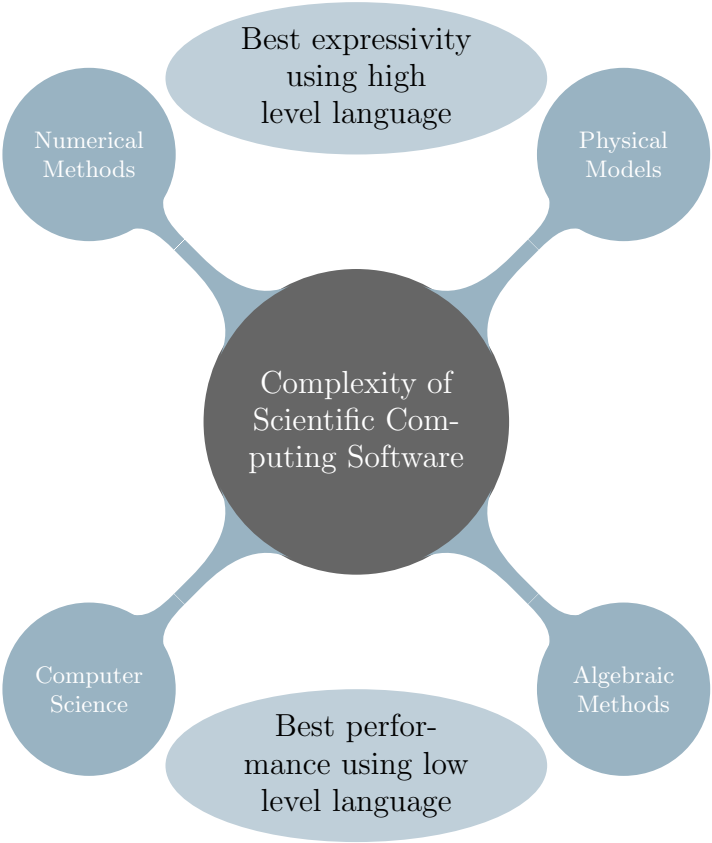 Best expressivity
using high
level language
Numerical
Methods
Physical
Models
Complexity of
Scientific Com-
puting Software
Computer
Science
Algebraic
Methods
Best perfor-
mance using low
level language